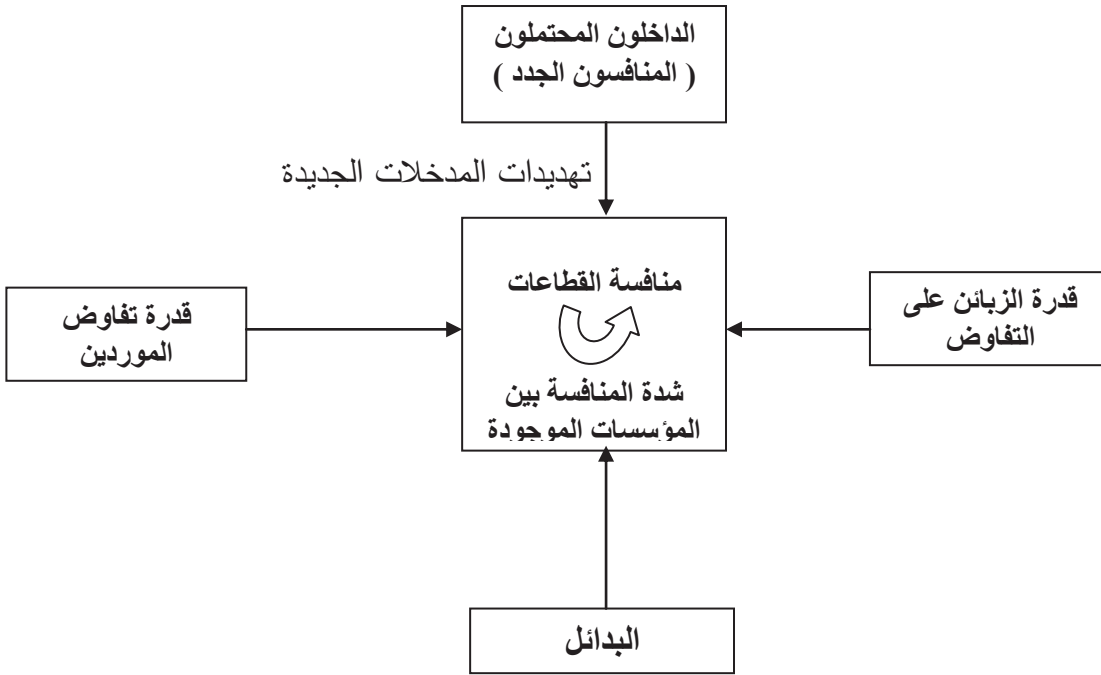 الداخلون المحتملون
( المنافسون الجدد )
تهديدات المدخلات الجديدة
منافسة القطاعات
شدة المنافسة بين
المؤسسات الموجودة
قدرة الزبائن على
التفاوض
قدرة تفاوض
الموردين
البدائل